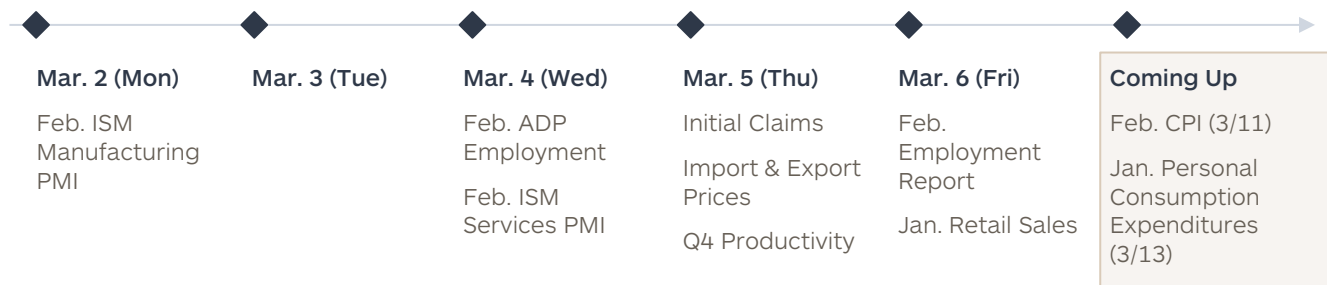 Mar. 2 (Mon)
Feb. ISM
Manufacturing
PMI
Mar. 3 (Tue)
Mar. 4 (Wed)
Feb. ADP
Employment
Feb. ISM
Services PMI
Mar. 5 (Thu)
Initial Claims
Import & Export
Prices
Q4 Productivity
Mar. 6 (Fri)
Feb.
Employment
Report
Jan. Retail Sales
Coming Up
Feb. CPI (3/11)
Jan. Personal
Consumption
Expenditures
(3/13)